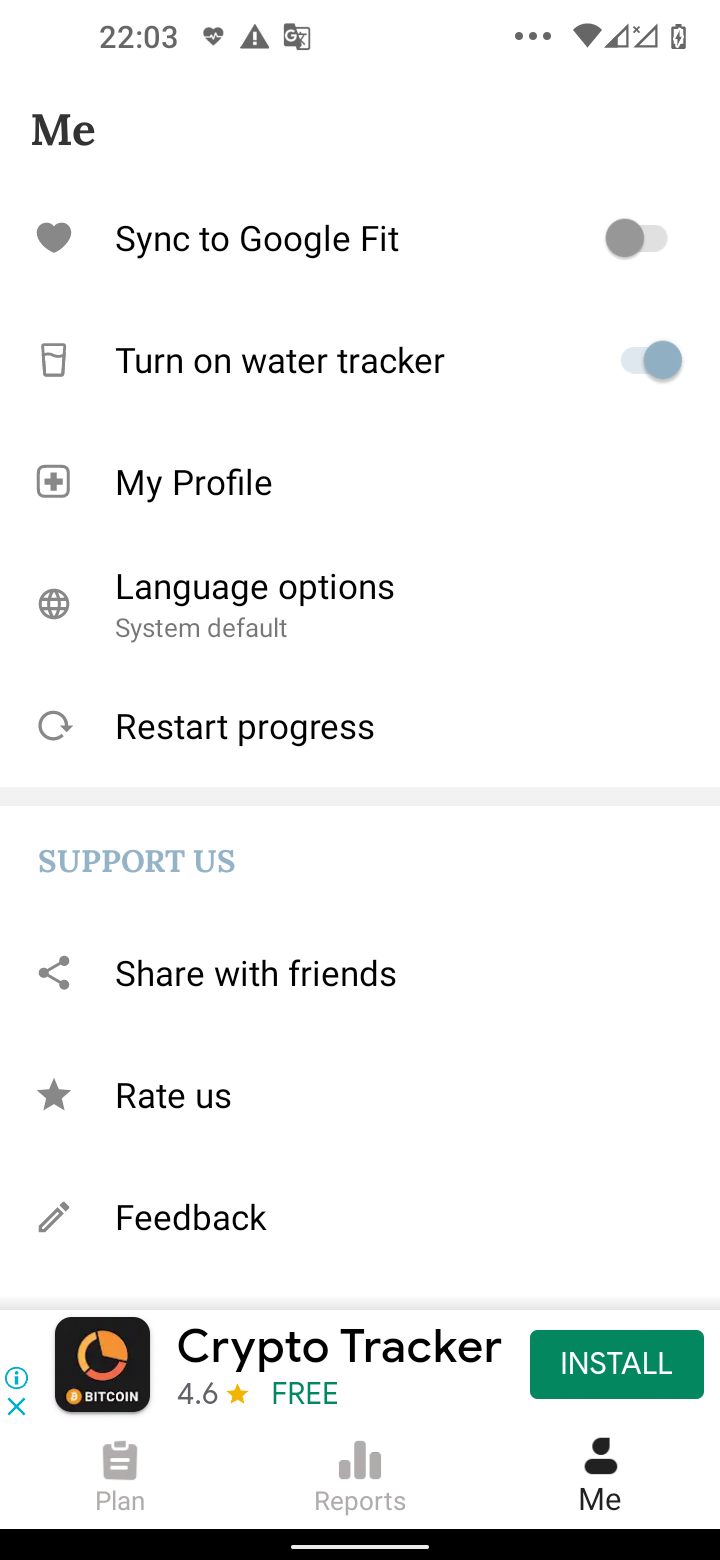 22:03
Me
Sync to Google Fit
Turn on water tracker
My Profile
Language options
System default
Restart progress
SUPPORT US
Share with friends
Rate us
Feedback
Crypto Tracker
4.6 FREE
INSTALL
BITCOIN
Plan
Reports
Me